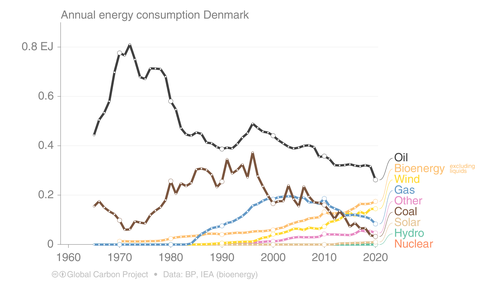 Annual energy consumption Denmark
0.8 EJ
0.6
0.4
0.2
0
1960 1970 1980 1990 2000 2010 2020
Oil
Bioenergy excluding liquids
Wind
Gas
Other
Coal
Solar
Hydro
Nuclear
Global Carbon Project • Data: BP, IEA (bioenergy)